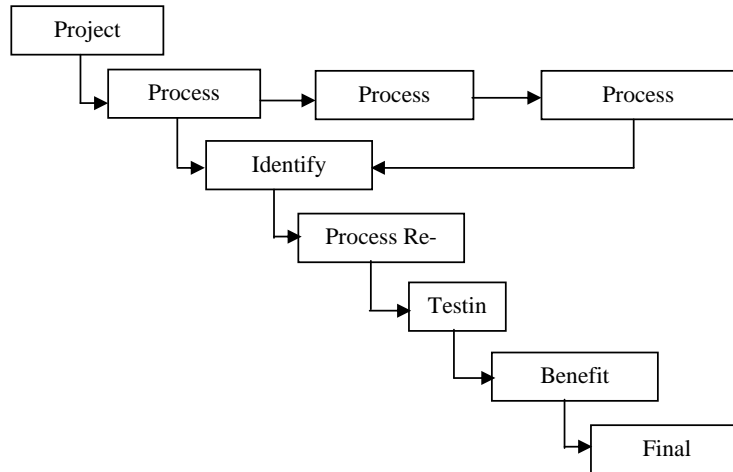 Project
Process
Process
Process
Identify
Process Re-
Testin
Benefit
Final